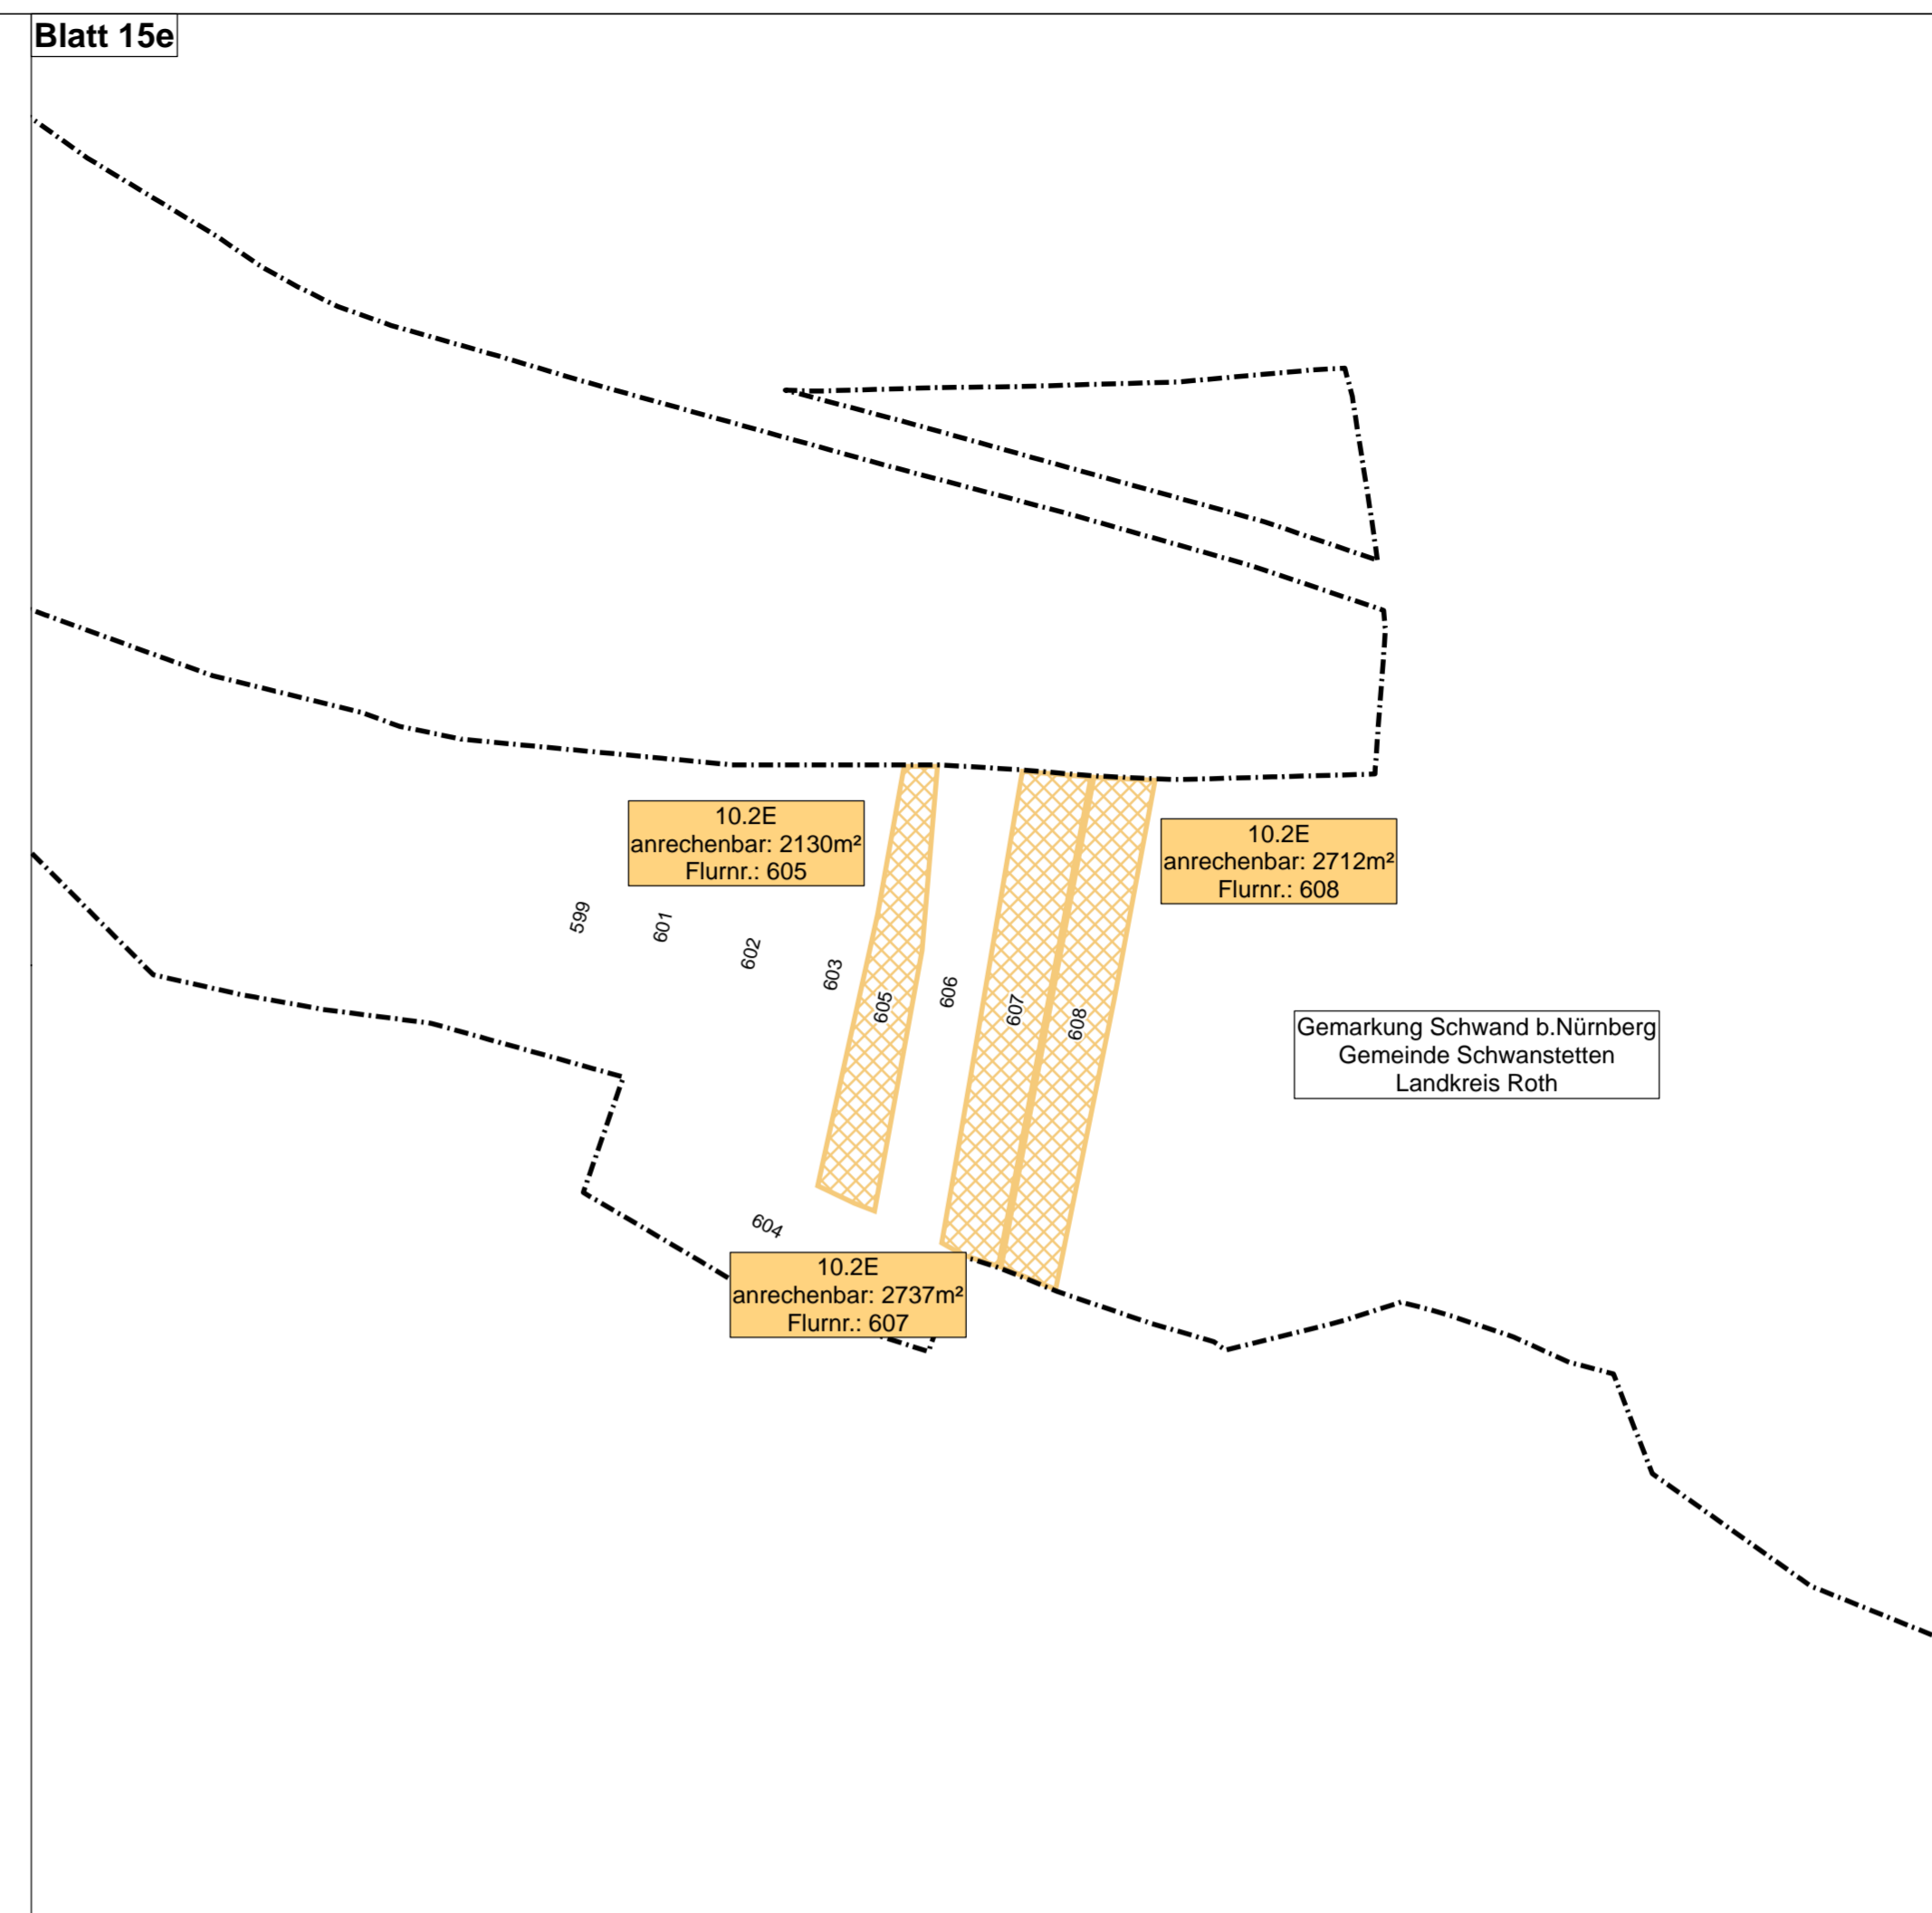 Blatt 15e
10.2E
anrechenbar: 2130m²
Flurnr.: 605
10.2E
anrechenbar: 2712m²
Flurnr.: 608
599
601
602
603
605
606
607
608
Gemarkung Schwand b.Nürnberg
Gemeinde Schwanstetten
Landkreis Roth
604
10.2E
anrechenbar: 2737m²
Flurnr.: 607